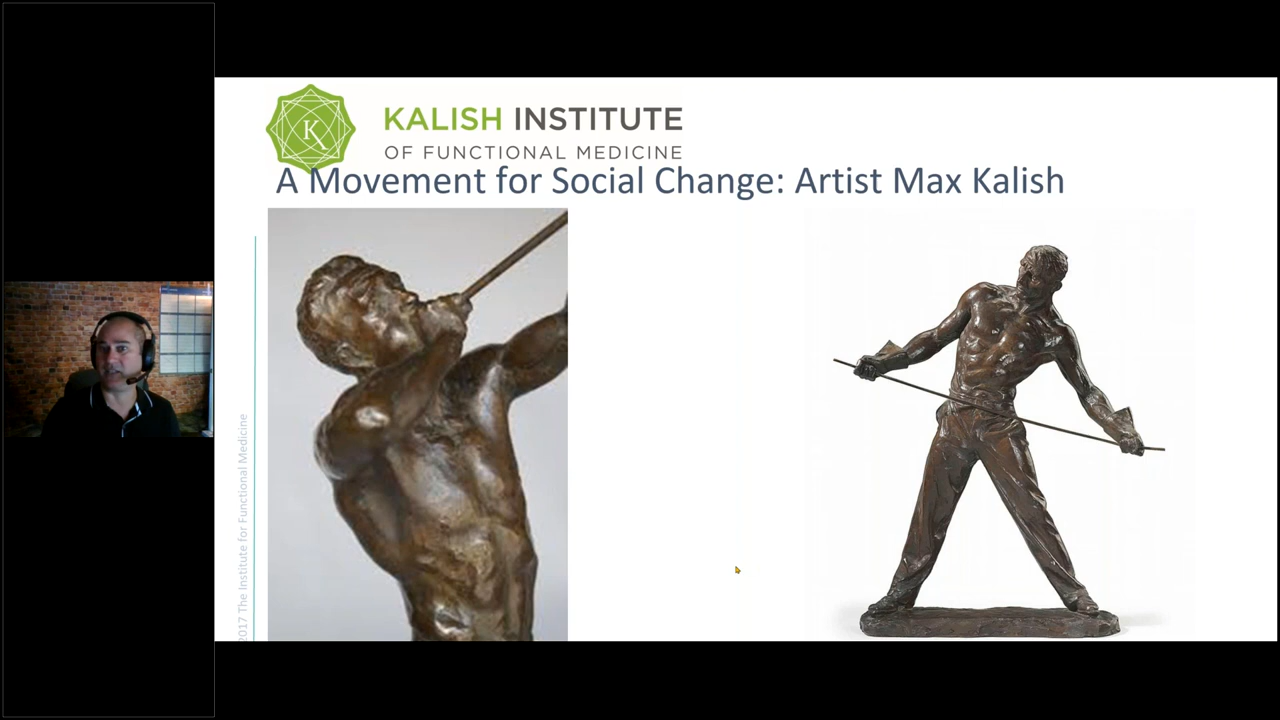 K
KALISH INSTITUTE
OF FUNCTIONAL MEDICINE
A Movement for Social Change: Artist Max Kalish
2017 The Institute for Functional Medicine